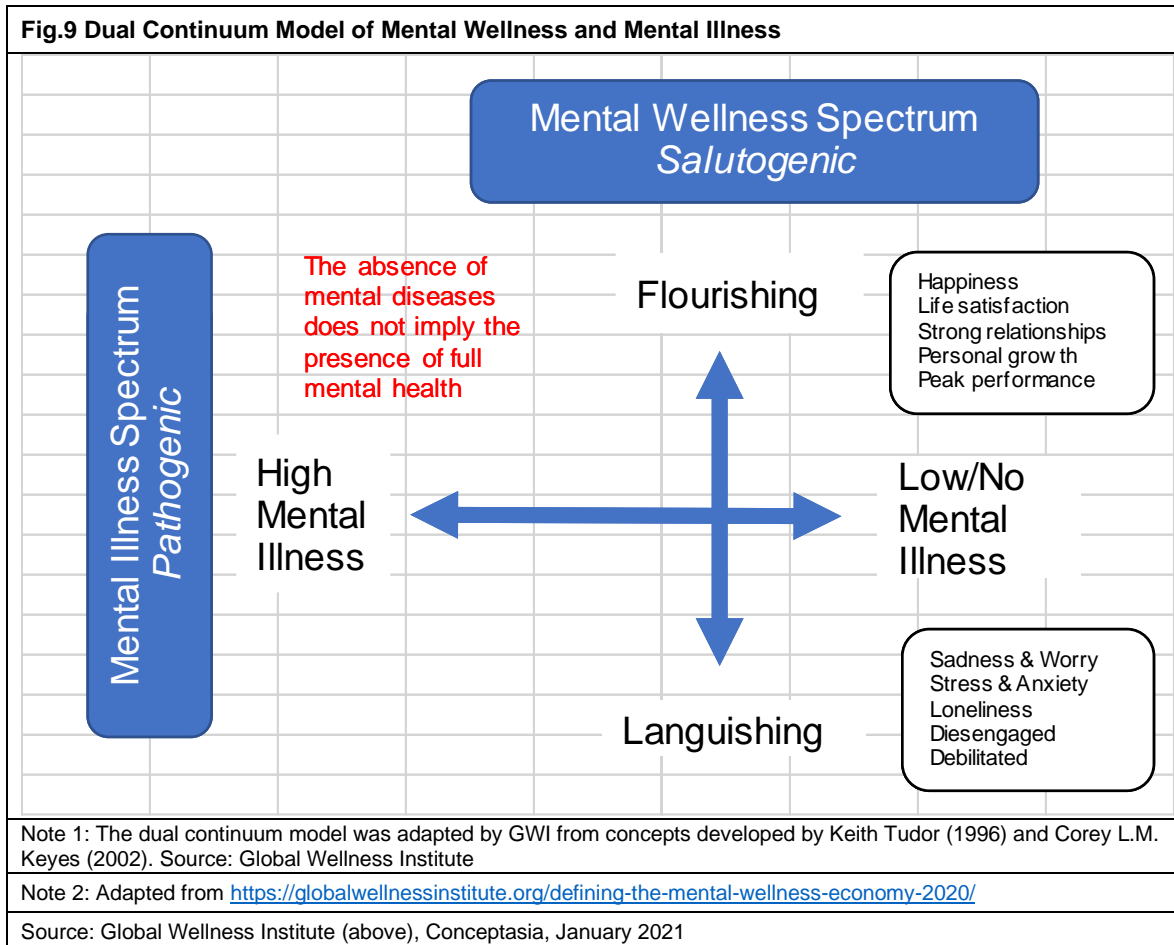 Fig.9 Dual Continuum Model of Mental Wellness and Mental Illness
Mental Wellness Spectrum
Salutogenic
Mental Illness Spectrum
Pathogenic
The absence of
mental diseases
does not imply the
presence of full
mental health
Flourishing
Happiness
Life satisfaction
Strong relationships
Personal growth
Peak performance
High
Mental
Illness
Low/No
Mental
Illness
Languishing
Sadness & Worry
Stress & Anxiety
Loneliness
Diesengaged
Debilitated
Note 1: The dual continuum model was adapted by GWI from concepts developed by Keith Tudor (1996) and Corey L.M.
Keyes (2002). Source: Global Wellness Institute
Note 2: Adapted from https://globalwellnessinstitute.org/defining-the-mental-wellness-economy-2020/
Source: Global Wellness Institute (above), Conceptasia, January 2021